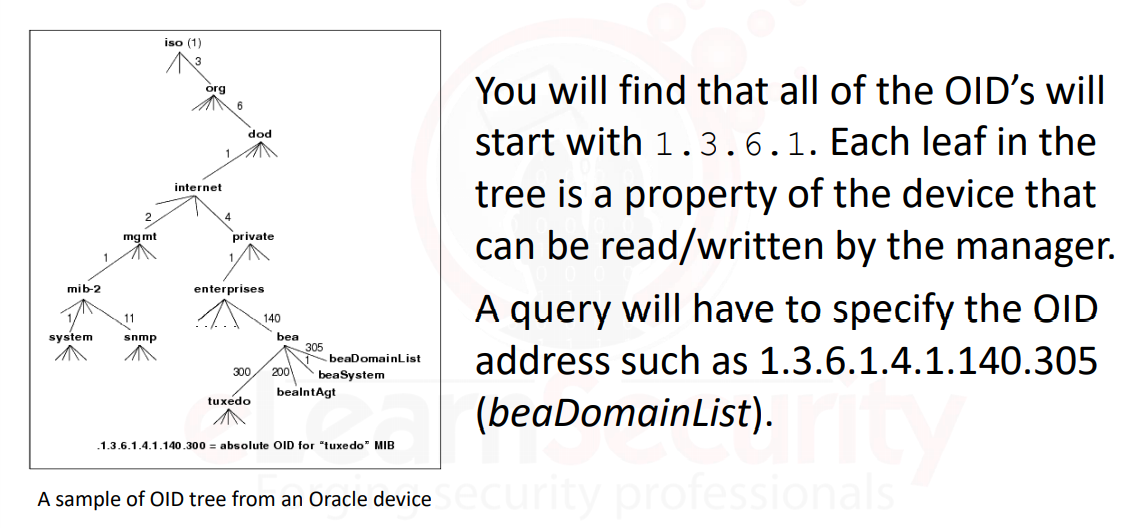 iso (1)
3
org
6
dod
1
internet
2
4
mgmt
private
1
1
mib-2
enterprises
1
11
140
system
snmp
bea
305
beaDomainList
1
beaSystem
300
200
beaIntAgt
tuxedo
.1.3.6.1.4.1.140.300 = absolute OID for "tuxedo" MIB
A sample of OID tree from an Oracle device
You will find that all of the OID’s will
start with 1.3.6.1. Each leaf in the
tree is a property of the device that
can be read/written by the manager.
A query will have to specify the OID
address such as 1.3.6.1.4.1.140.305
(beaDomainList).
eLearnSecurity
Forging security professionals